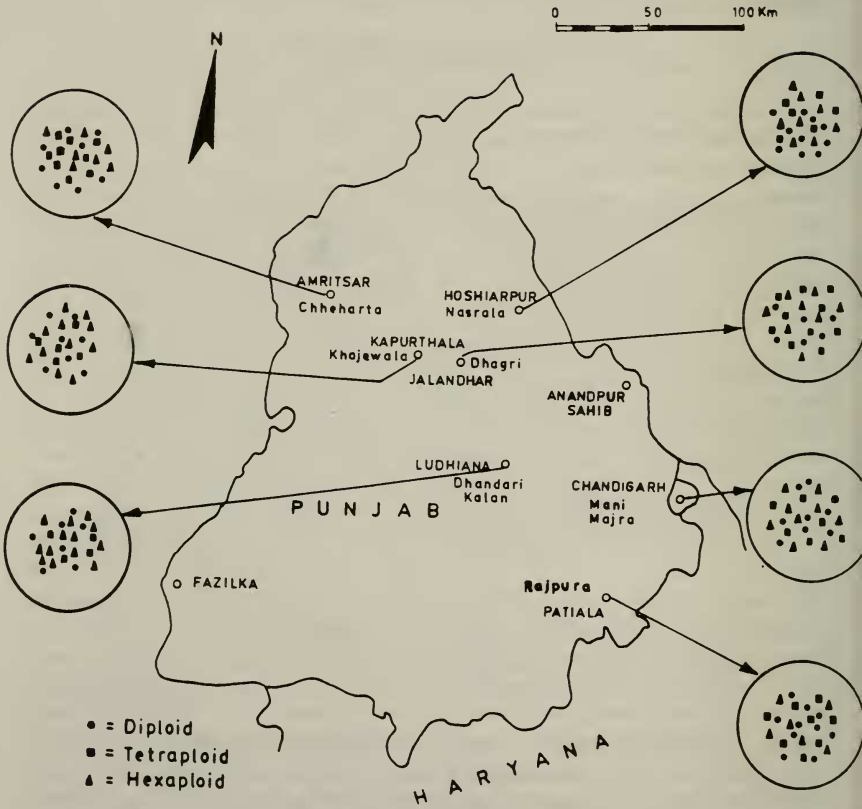 0 50 100 Km
N
AMRITSAR
Chheharta
HOSHIARPUR
Nasrala
KAPURTHALA
Khojewala
Dhagri
JALANDHAR
ANANDPUR
SAHIB
LUDHIANA
Dhandari
Kalan
CHANDIGARH
Mani
Majra
PUNJAB
FAZILKA
Rajpura
PATIALA
● = Diploid
■ = Tetraploid
▲ = Hexaploid
HARYANA